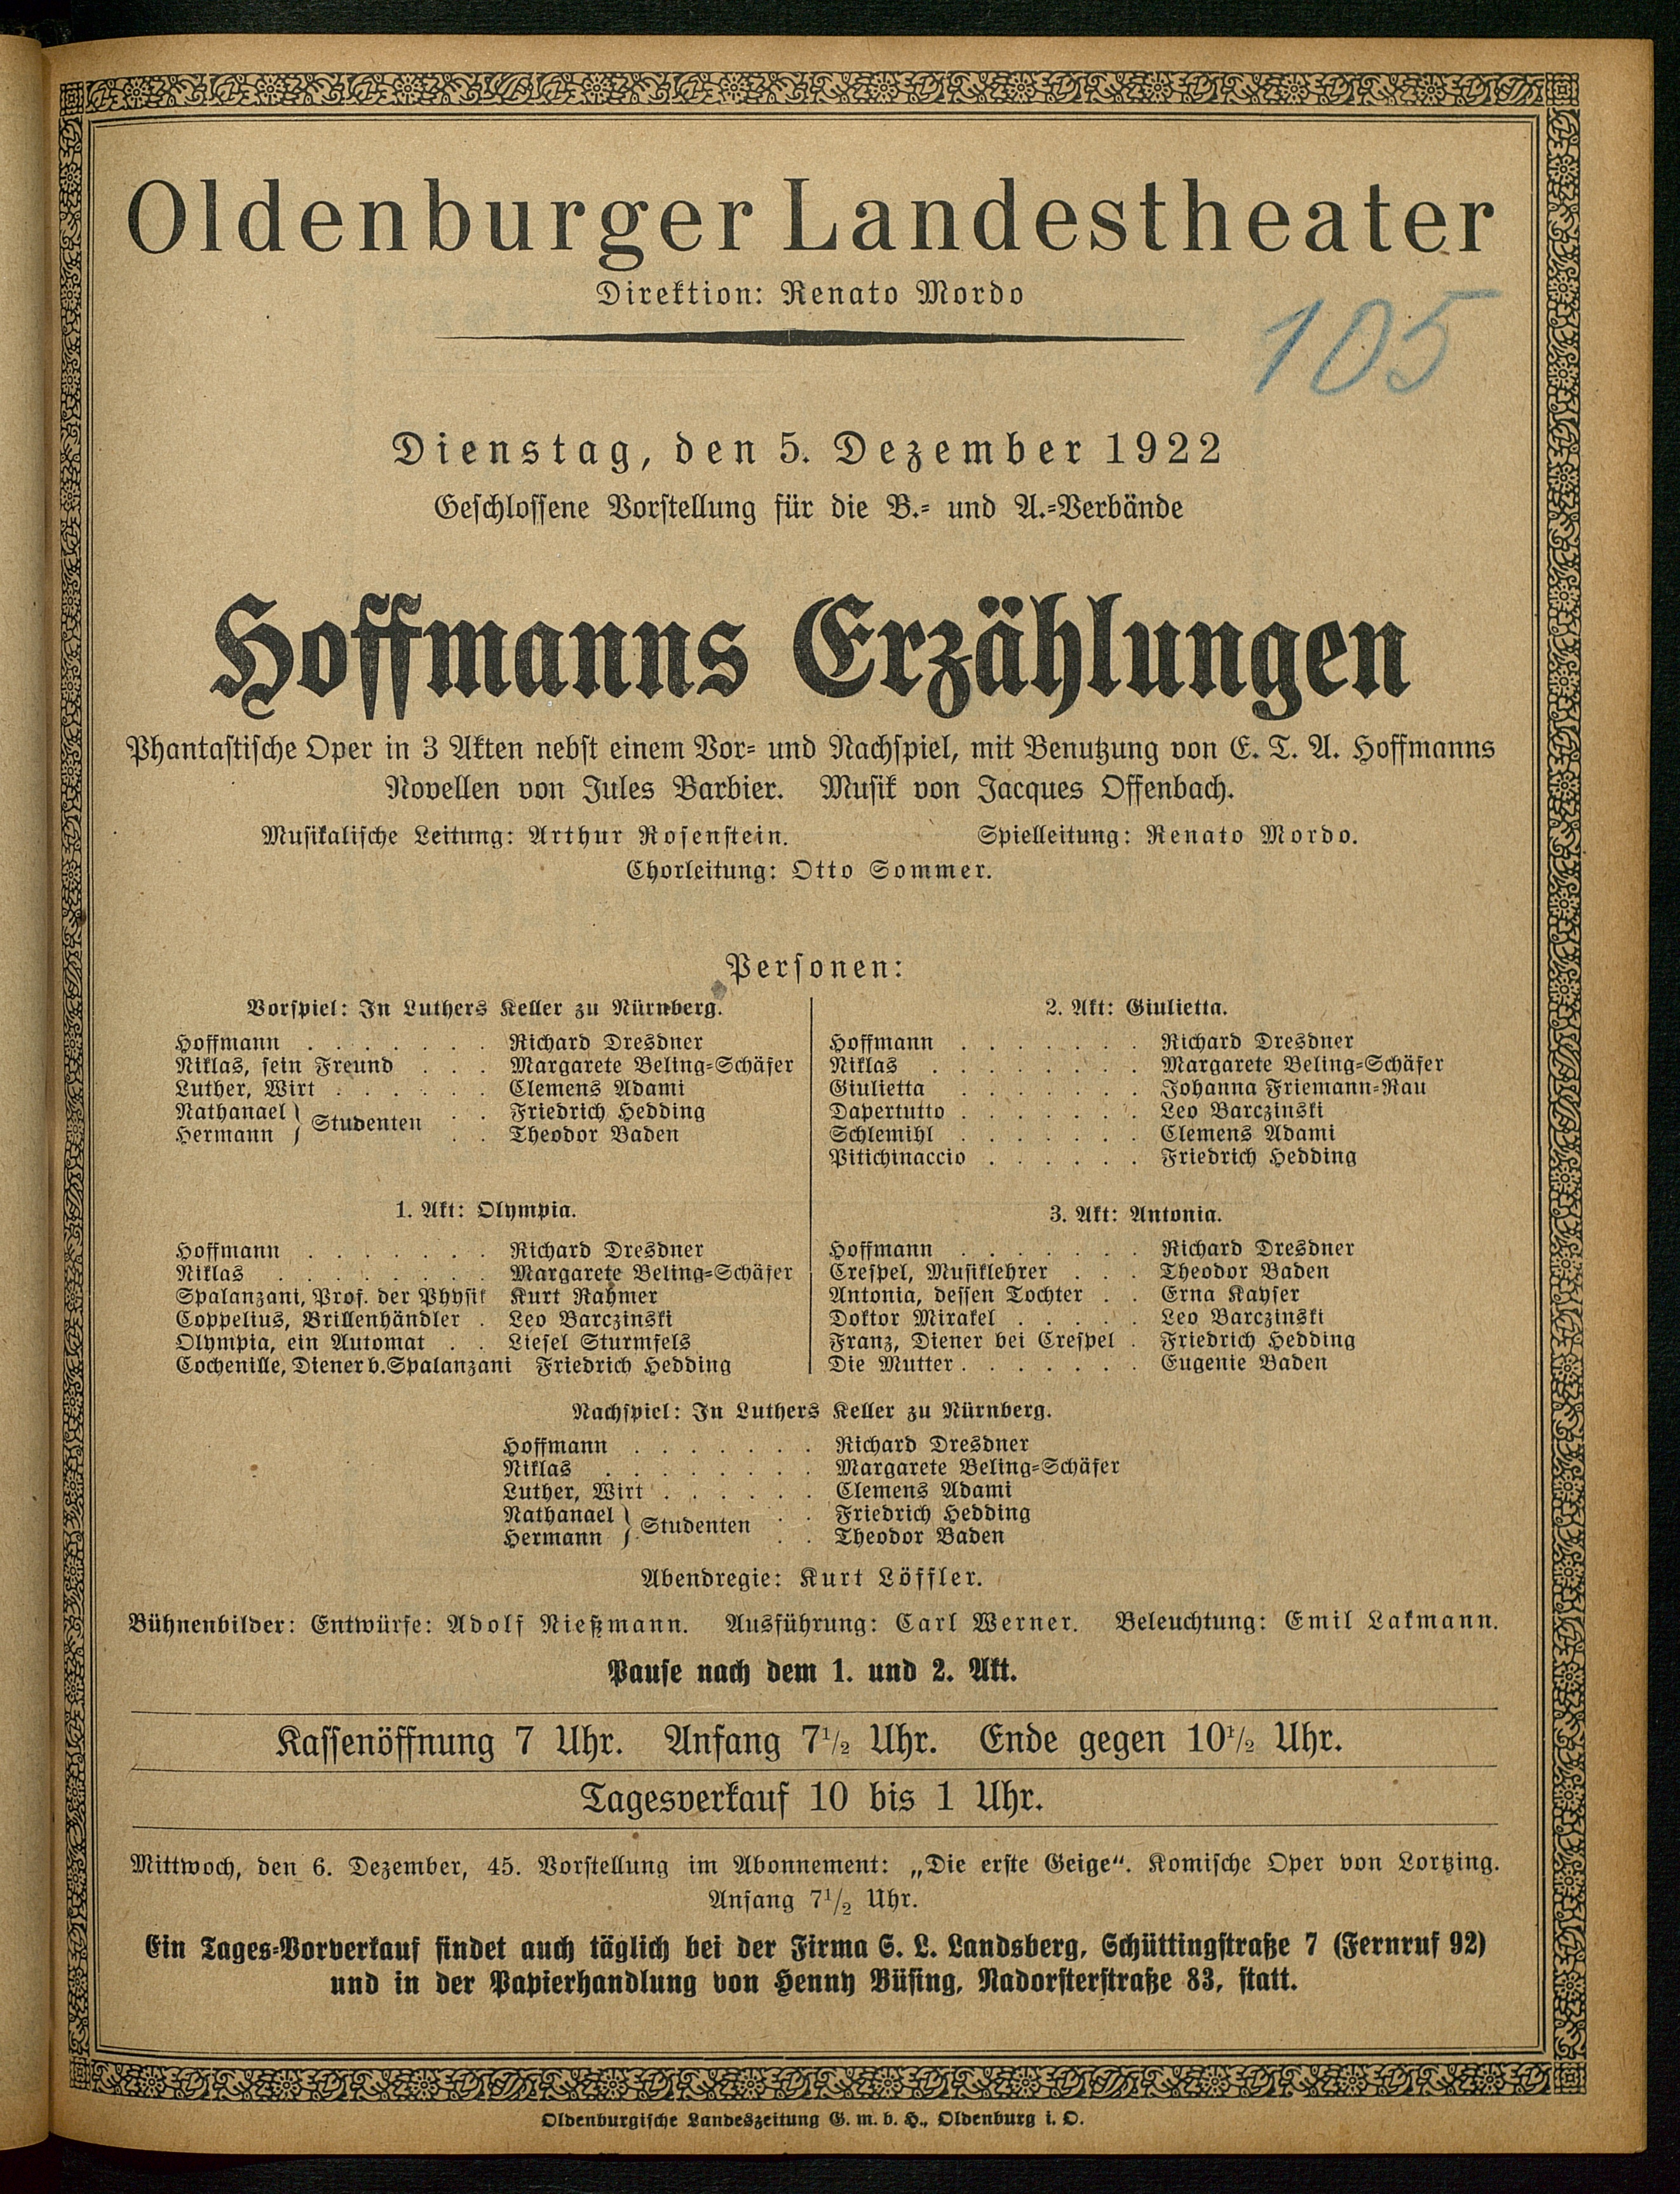 Oldenburger Landestheater
Direktion: Renato Mordo
105
Dienstag, den 5. Dezember 1922
Geschlossene Vorstellung für die B.- und A.-Verbände
Hoffmanns Erzählungen
Phantastische Oper in 3 Akten nebst einem Vor- und Nachspiel, mit Benutzung von E. T. A. Hoffmanns
Novellen von Jules Barbier. Musik von Jacques Offenbach.
Musikalische Leitung: Arthur Rosenstein. Spielleitung: Renato Mordo.
Chorleitung: Otto Sommer.
Personen:
Vorspiel: In Luthers Keller zu Nürnberg.
Hoffmann . . . . . . . Richard Dresdner
Niklas, sein Freund . . . Margarete Beling-Schäfer
Luther, Wirt . . . . . . Clemens Adami
Nathanael } Studenten . . Friedrich Hedding
Hermann } . . Theodor Baden
1. Akt: Olympia.
Hoffmann . . . . . . . Richard Dresdner
Niklas . . . . . . . . Margarete Beling-Schäfer
Spalanzani, Prof. der Physik Kurt Rahmer
Coppelius, Brillenhändler . Leo Barczinski
Olympia, ein Automat . . Liesel Sturmfels
Cochenille, Diener b. Spalanzani Friedrich Hedding
2. Akt: Giulietta.
Hoffmann . . . . . . . Richard Dresdner
Niklas . . . . . . . . Margarete Beling-Schäfer
Giulietta . . . . . . . Johanna Friemann-Rau
Dapertutto . . . . . . . Leo Barczinski
Schlemihl . . . . . . . Clemens Adami
Pitichinaccio . . . . . . Friedrich Hedding
3. Akt: Antonia.
Hoffmann . . . . . . . Richard Dresdner
Crespel, Musiklehrer . . . Theodor Baden
Antonia, dessen Tochter . . Erna Kayser
Doktor Mirakel . . . . . Leo Barczinski
Franz, Diener bei Crespel . Friedrich Hedding
Die Mutter . . . . . . . Eugenie Baden
Nachspiel: In Luthers Keller zu Nürnberg.
Hoffmann . . . . . . . Richard Dresdner
Niklas . . . . . . . . Margarete Beling-Schäfer
Luther, Wirt . . . . . . Clemens Adami
Nathanael } Studenten . . Friedrich Hedding
Hermann } . . Theodor Baden
Abendregie: Kurt Löffler.
Bühnenbilder: Entwürfe: Adolf Nießmann. Ausführung: Carl Werner. Beleuchtung: Emil Lakmann.
Pause nach dem 1. und 2. Akt.
Kassenöffnung 7 Uhr. Anfang 7½ Uhr. Ende gegen 10½ Uhr.
Tagesverkauf 10 bis 1 Uhr.
Mittwoch, den 6. Dezember, 45. Vorstellung im Abonnement: „Die erste Geige“. Komische Oper von Lortzing.
Anfang 7½ Uhr.
Ein Tages-Vorverkauf findet auch täglich bei der Firma S. L. Landsberg, Schüttingstraße 7 (Fernruf 92)
und in der Papierhandlung von Henny Büsing, Nadorsterstraße 83, statt.
Oldenburgische Landeszeitung G. m. b. H., Oldenburg i. O.